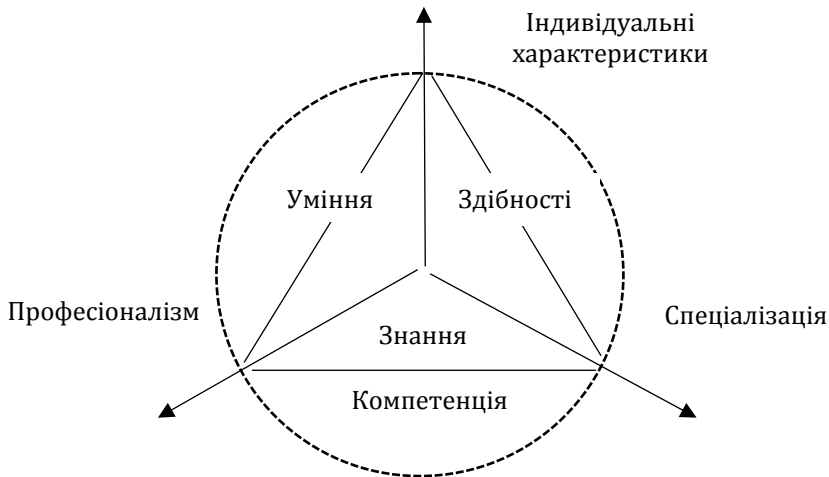 Індивідуальні
характеристики
Уміння
Здібності
Професіоналізм
Спеціалізація
Знання
Компетенція